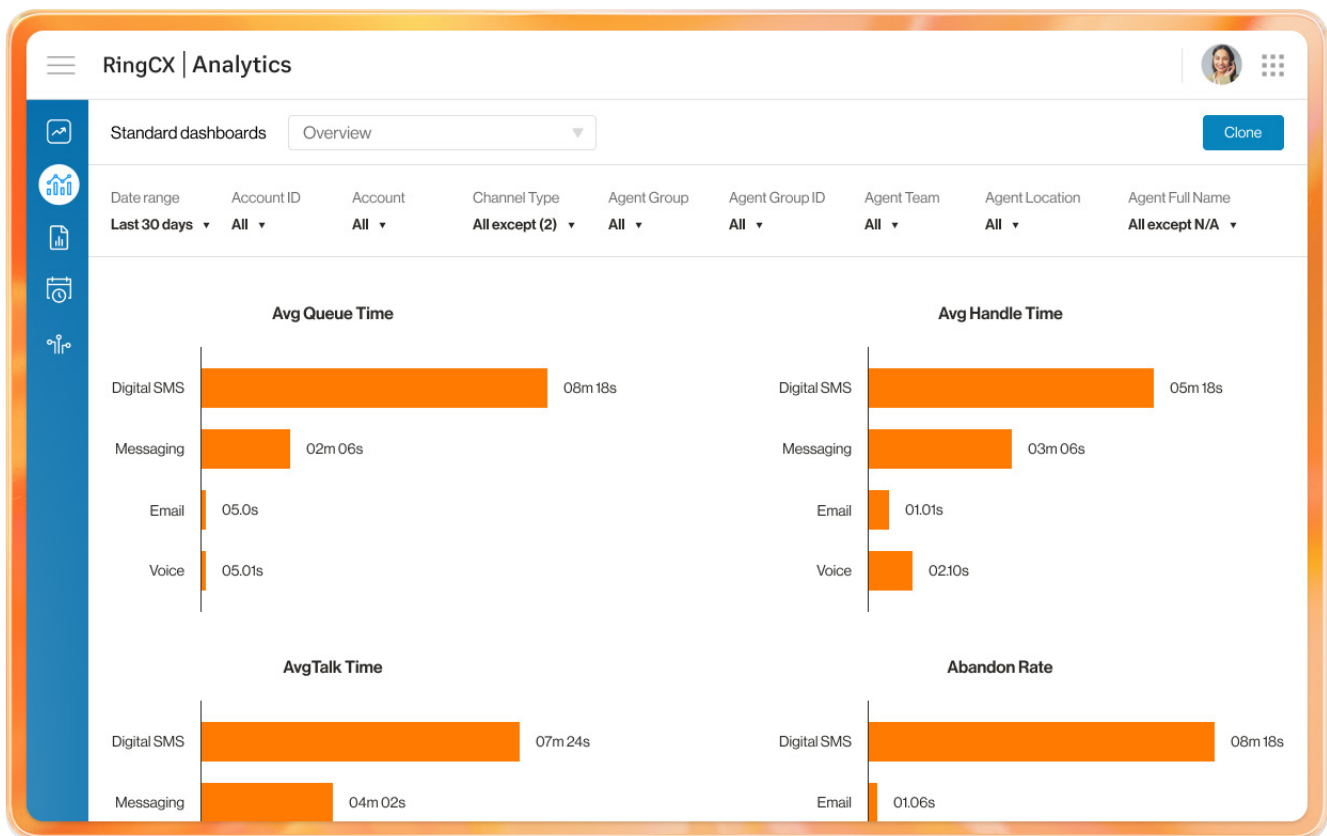 RingCX | Analytics
Standard dashboards
Overview
Clone
Date range Account ID Account Channel Type Agent Group Agent Group ID Agent Team Agent Location Agent Full Name
Last 30 days All All All except (2) All All All All All except N/A
Avg Queue Time
Digital SMS 08m 18s
Messaging 02m 06s
Email 05.0s
Voice 05.01s
Avg Handle Time
Digital SMS 05m 18s
Messaging 03m 06s
Email 01.01s
Voice 02.10s
AvgTalk Time
Digital SMS 07m 24s
Messaging 04m 02s
Abandon Rate
Digital SMS 08m 18s
Email 01.06s